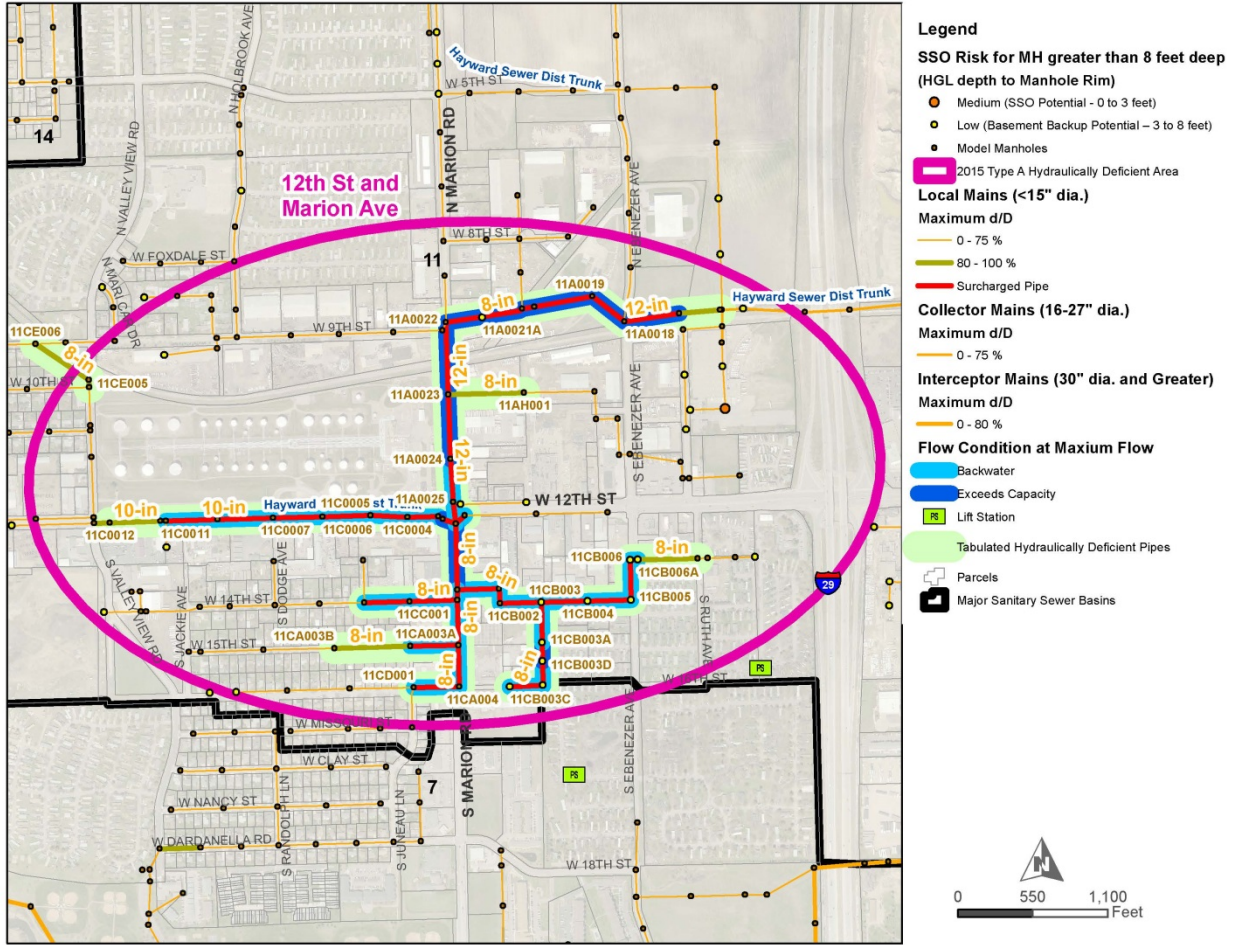 Hayward Sewer Dist Trunk
W 5TH ST
N HOLBROOK AVE
14
N VALLEY VIEW RD
N MARION RD
12th St and
Marion Ave
N EBENEZER AVE
W 8TH ST
W FOXDALE ST
11
11A0019
8-in
12-in
Hayward Sewer Dist Trunk
11CE006
11A0022
11A0021A
11A0018
W 9TH ST
8-in
12-in
W 10TH ST
11CE005
8-in
11A0023
11AH001
S EBENEZER AVE
12-in
11A0024
11A0025
W 12TH ST
10-in
10-in
11C0005
11C0012
11C0011
11C0007
11C0006
11C0004
8-in
8-in
11CB006
11CB006A
S VALLEY VIEW RD
S JACKIE AVE
S DODGE AVE
8-in
8-in
11CB003
W 14TH ST
11CC001
11CB002
11CB004
11CB005
S RUTH AVE
29
8-in
11CA003B
8-in
11CA003A
11CB003A
W 15TH ST
11CB003D
11CD001
8-in
8-in
11CA004
11CB003C
PS
W MISSOURI ST
S MARION RD
S EBENEZER AVE
W CLAY ST
7
PS
W NANCY ST
S RANDOLPH LN
S JUNEAU LN
W DARDANELLA RD
W 18TH ST
Legend
SSO Risk for MH greater than 8 feet deep
(HGL depth to Manhole Rim)
Medium (SSO Potential - 0 to 3 feet)
Low (Basement Backup Potential – 3 to 8 feet)
Model Manholes
2015 Type A Hydraulically Deficient Area
Local Mains (<15" dia.)
Maximum d/D
0 - 75 %
80 - 100 %
Surcharged Pipe
Collector Mains (16-27" dia.)
Maximum d/D
0 - 75 %
Interceptor Mains (30" dia. and Greater)
Maximum d/D
0 - 80 %
Flow Condition at Maxium Flow
Backwater
Exceeds Capacity
PS
Lift Station
Tabulated Hydraulically Deficient Pipes
Parcels
Major Sanitary Sewer Basins
N
0 550 1,100
Feet